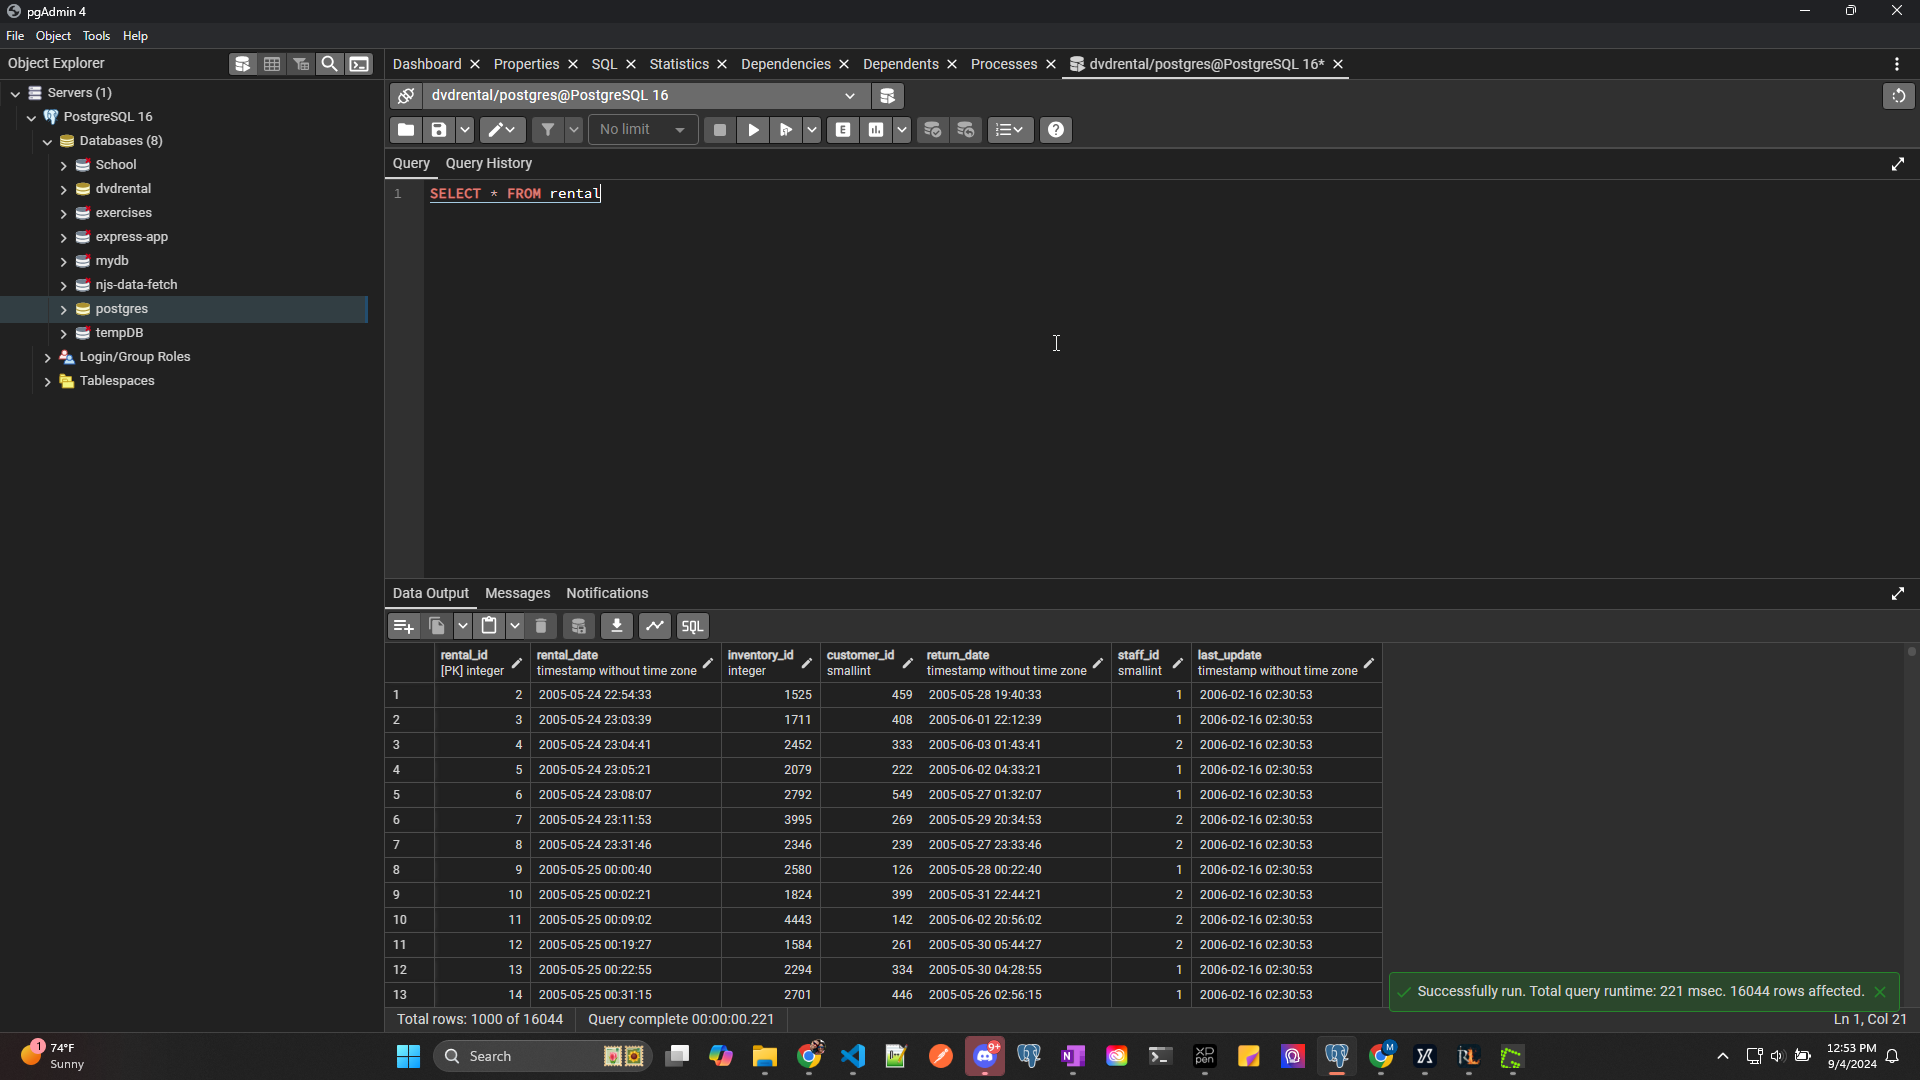 pgAdmin 4
File Object Tools Help
Object Explorer
Dashboard Properties SQL Statistics Dependencies Dependents Processes dvdrental/postgres@PostgreSQL 16*
Servers (1)
PostgreSQL 16
Databases (8)
School
dvdrental
exercises
express-app
mydb
njs-data-fetch
postgres
tempDB
Login/Group Roles
Tablespaces
dvdrental/postgres@PostgreSQL 16
No limit
E
Query Query History
1 SELECT * FROM rental
Data Output Messages Notifications
SQL
rental_id rental_date inventory_id customer_id return_date staff_id last_update
[PK] integer timestamp without time zone integer smallint timestamp without time zone smallint timestamp without time zone
1 2 2005-05-24 22:54:33 1525 459 2005-05-28 19:40:33 1 2006-02-16 02:30:53
2 3 2005-05-24 23:03:39 1711 408 2005-06-01 22:12:39 1 2006-02-16 02:30:53
3 4 2005-05-24 23:04:41 2452 333 2005-06-03 01:43:41 2 2006-02-16 02:30:53
4 5 2005-05-24 23:05:21 2079 222 2005-06-02 04:33:21 1 2006-02-16 02:30:53
5 6 2005-05-24 23:08:07 2792 549 2005-05-27 01:32:07 1 2006-02-16 02:30:53
6 7 2005-05-24 23:11:53 3995 269 2005-05-29 20:34:53 2 2006-02-16 02:30:53
7 8 2005-05-24 23:31:46 2346 239 2005-05-27 23:33:46 2 2006-02-16 02:30:53
8 9 2005-05-25 00:00:40 2580 126 2005-05-28 00:22:40 1 2006-02-16 02:30:53
9 10 2005-05-25 00:02:21 1824 399 2005-05-31 22:44:21 2 2006-02-16 02:30:53
10 11 2005-05-25 00:09:02 4443 142 2005-06-02 20:56:02 2 2006-02-16 02:30:53
11 12 2005-05-25 00:19:27 1584 261 2005-05-30 05:44:27 2 2006-02-16 02:30:53
12 13 2005-05-25 00:22:55 2294 334 2005-05-30 04:28:55 1 2006-02-16 02:30:53
13 14 2005-05-25 00:31:15 2701 446 2005-05-26 02:56:15 1 2006-02-16 02:30:53
Successfully run. Total query runtime: 221 msec. 16044 rows affected.
Total rows: 1000 of 16044 Query complete 00:00:00.221 Ln 1, Col 21
1 74°F
Sunny
Search
9+
XP
pen
M
12:53 PM
9/4/2024